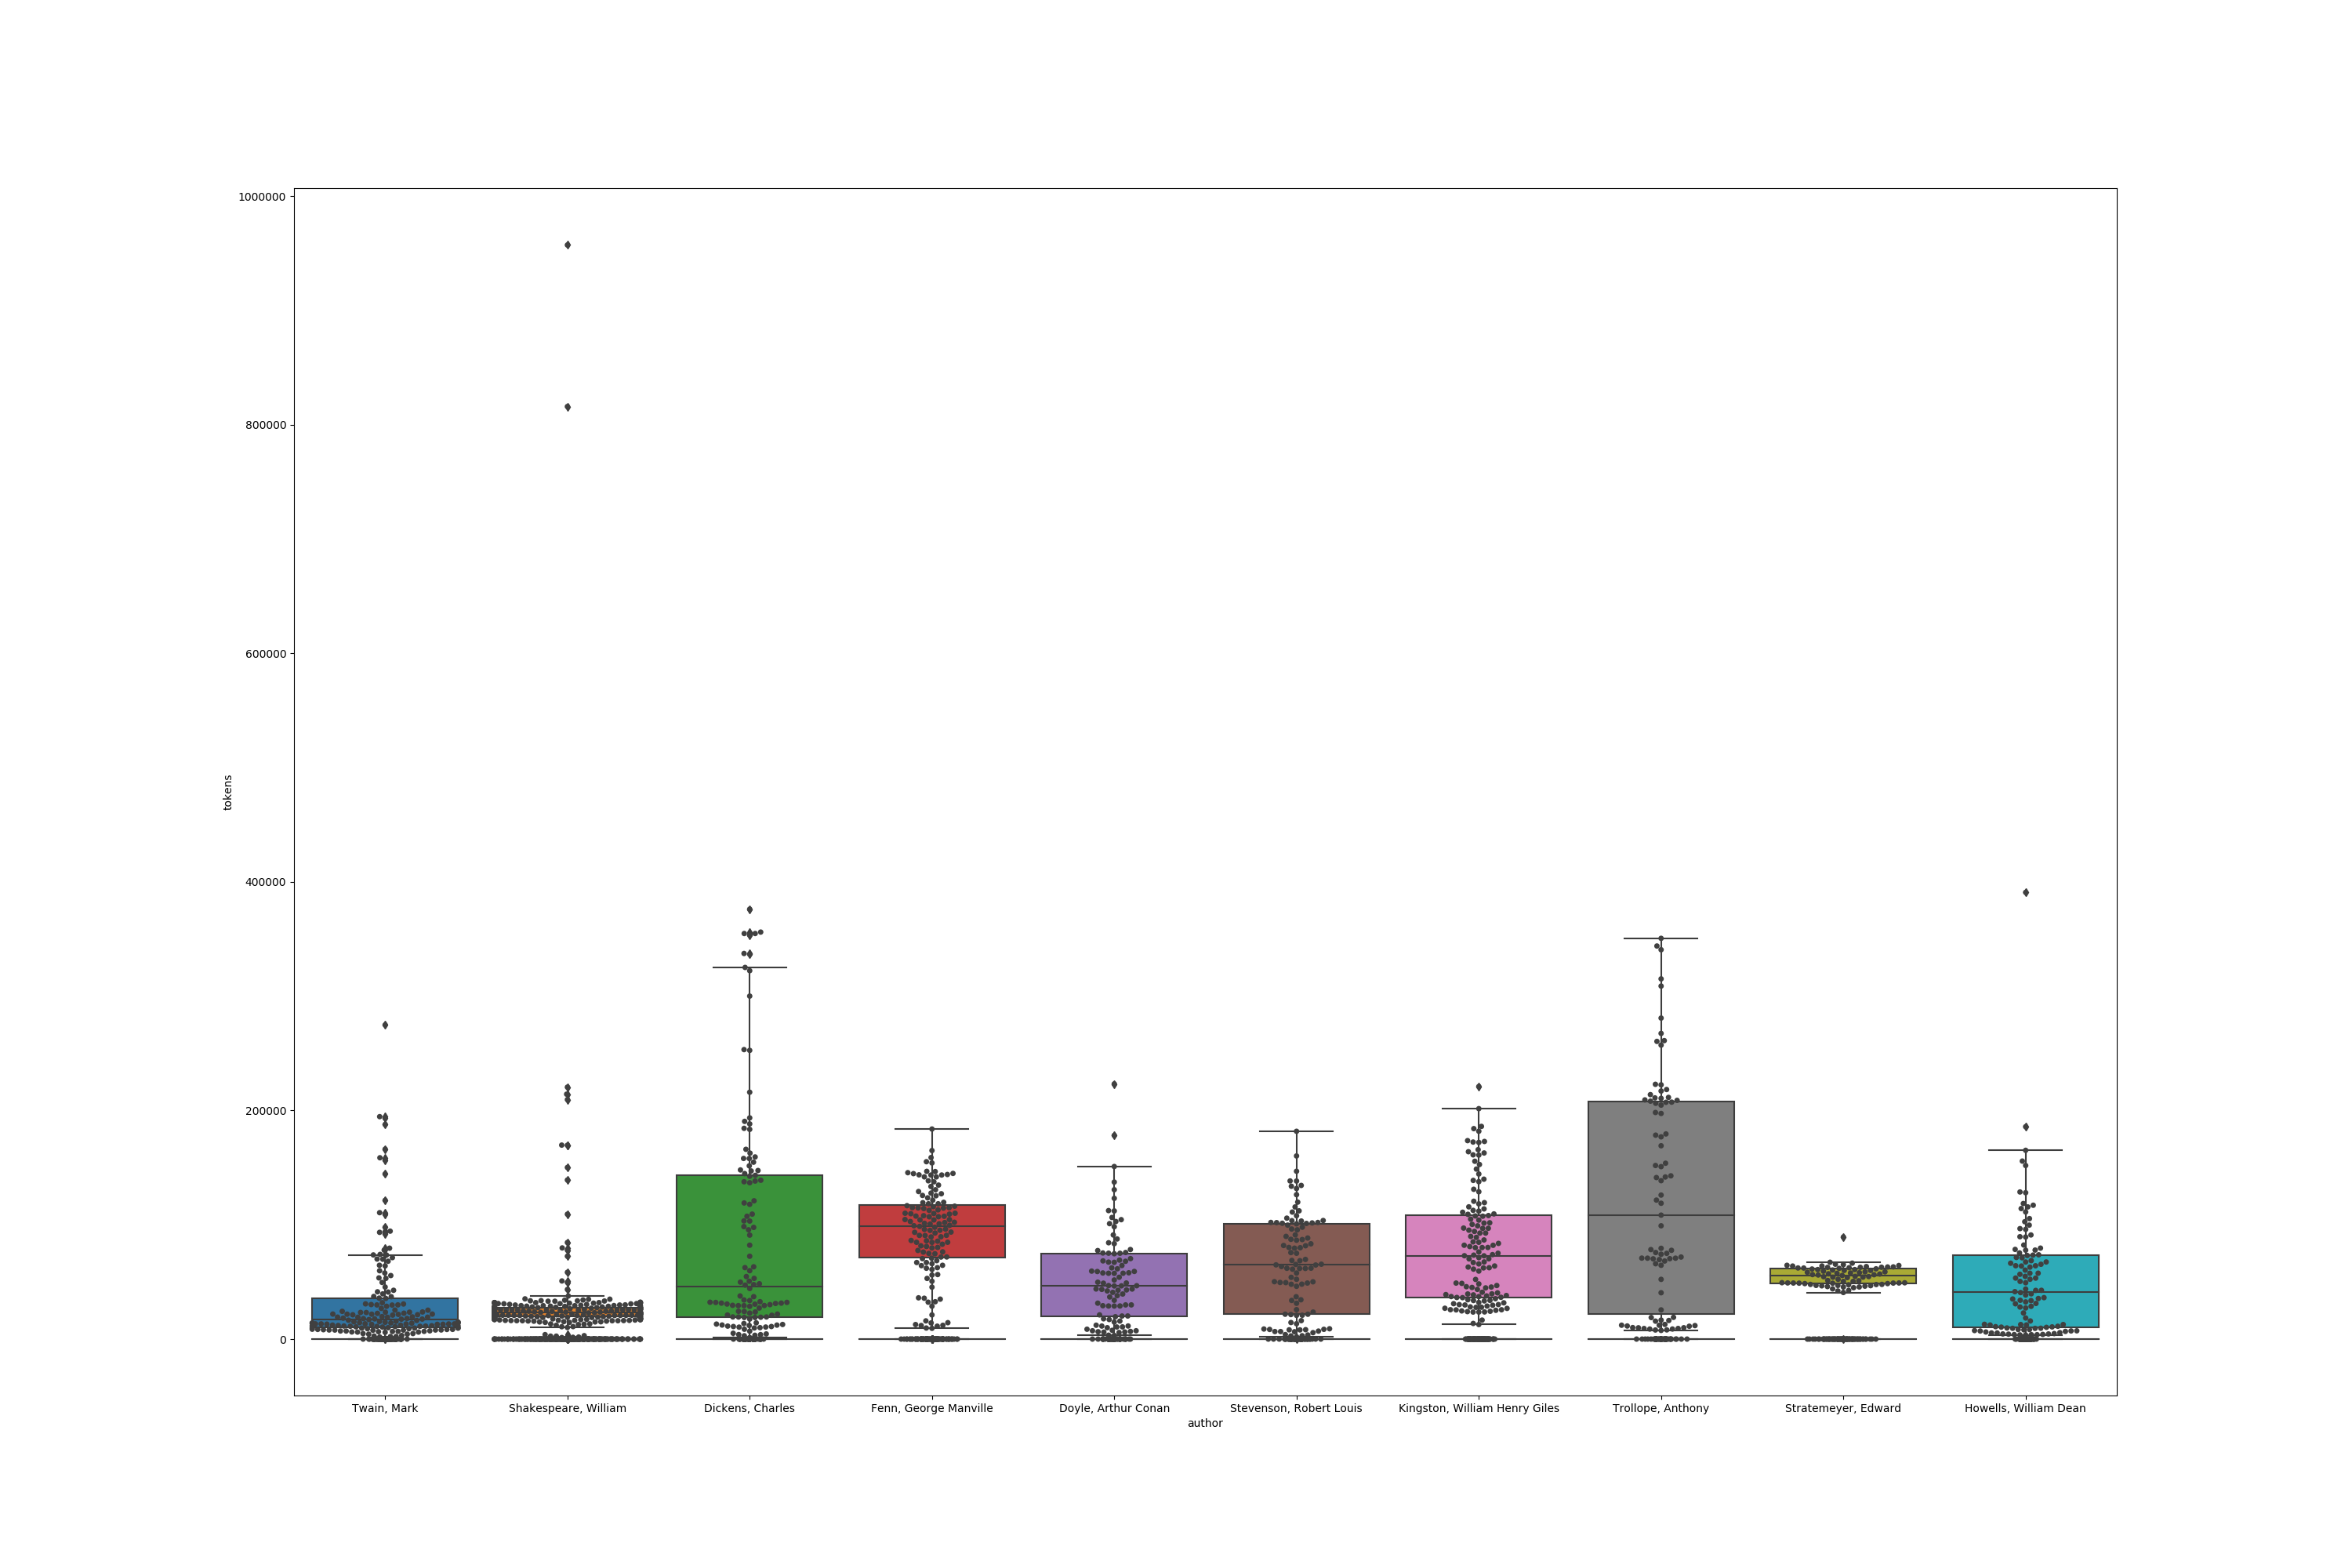 1000000
800000
600000
400000
200000
0
tokens
Twain, Mark
Shakespeare, William
Dickens, Charles
Fenn, George Manville
Doyle, Arthur Conan
Stevenson, Robert Louis
Kingston, William Henry Giles
Trollope, Anthony
Stratemeyer, Edward
Howells, William Dean
author